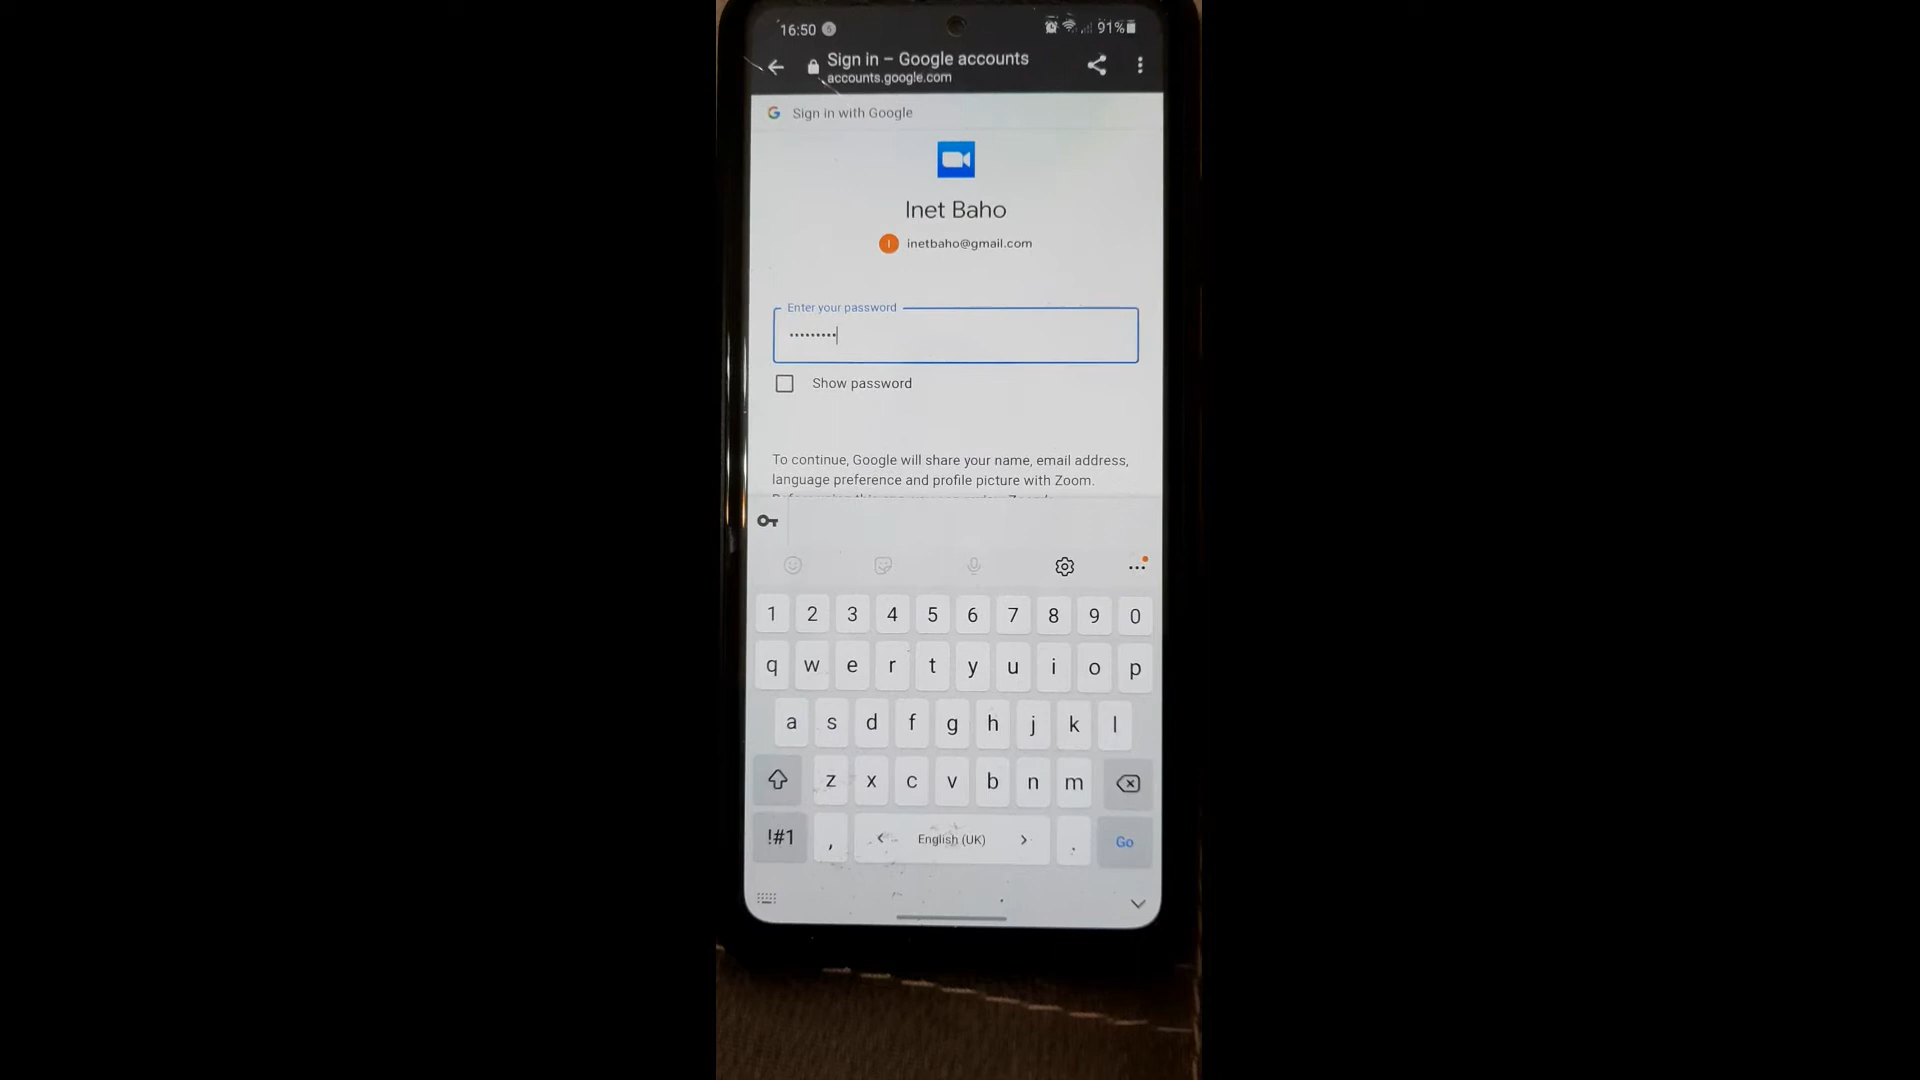 16:50
91%
Sign in – Google accounts
accounts.google.com
G Sign in with Google
Inet Baho
I inetbaho@gmail.com
Enter your password
•••••••••
Show password
To continue, Google will share your name, email address,
language preference and profile picture with Zoom.
1 2 3 4 5 6 7 8 9 0
q w e r t y u i o p
a s d f g h j k l
z x c v b n m
!#1 , < English (UK) > . Go